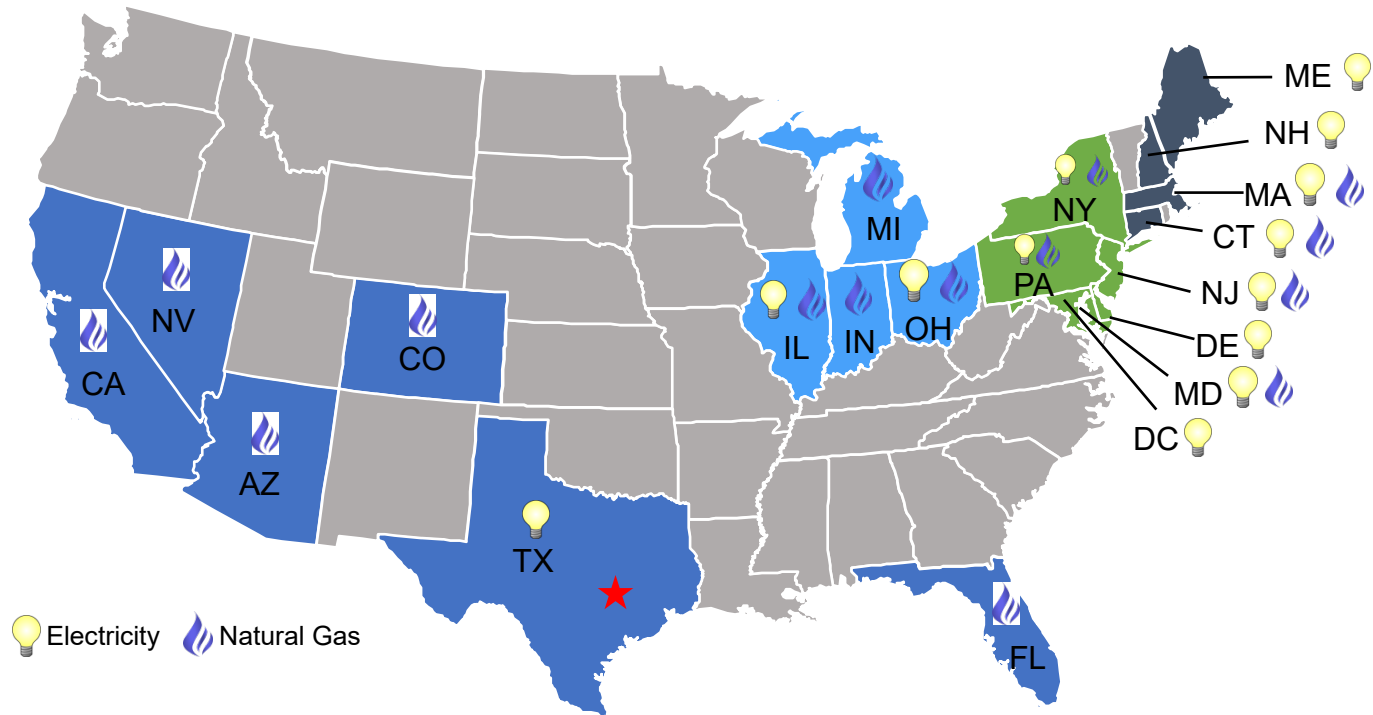 ME
NH
MA
NY
MI
CT
PA
NJ
NV
IL
IN
OH
DE
CO
CA
MD
DC
AZ
TX
Electricity
Natural Gas
FL